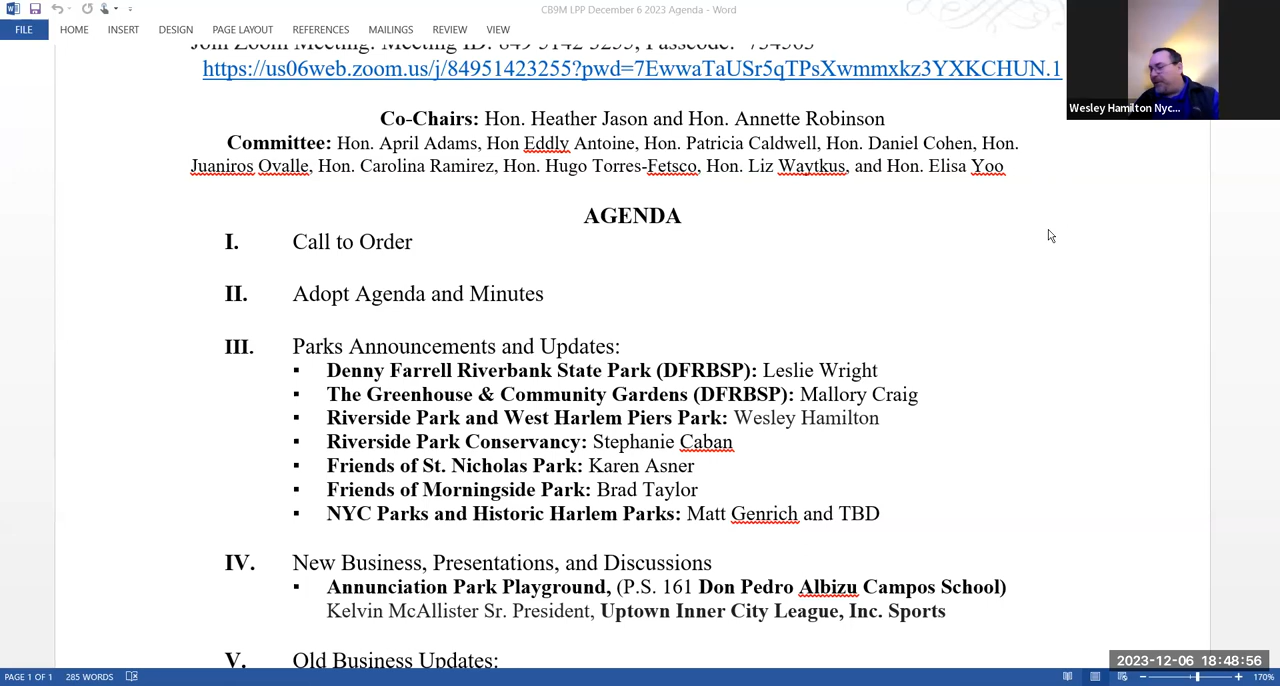 CB9M LPP December 6 2023 Agenda - Word
FILE HOME INSERT DESIGN PAGE LAYOUT REFERENCES MAILINGS REVIEW VIEW
Join Zoom Meeting: Meeting ID: 849 5142 3255, Passcode:
https://us06web.zoom.us/j/84951423255?pwd=7EwwaTaUSr5qTPsXwmmxkz3YXKCHUN.1
Wesley Hamilton Nyc...
Co-Chairs: Hon. Heather Jason and Hon. Annette Robinson
Committee: Hon. April Adams, Hon Eddly Antoine, Hon. Patricia Caldwell, Hon. Daniel Cohen, Hon.
Juaniros Ovalle, Hon. Carolina Ramirez, Hon. Hugo Torres-Fetsco, Hon. Liz Waytkus, and Hon. Elisa Yoo
AGENDA
I. Call to Order
II. Adopt Agenda and Minutes
III. Parks Announcements and Updates:
▪ Denny Farrell Riverbank State Park (DFRBSP): Leslie Wright
▪ The Greenhouse & Community Gardens (DFRBSP): Mallory Craig
▪ Riverside Park and West Harlem Piers Park: Wesley Hamilton
▪ Riverside Park Conservancy: Stephanie Caban
▪ Friends of St. Nicholas Park: Karen Asner
▪ Friends of Morningside Park: Brad Taylor
▪ NYC Parks and Historic Harlem Parks: Matt Genrich and TBD
IV. New Business, Presentations, and Discussions
▪ Annunciation Park Playground, (P.S. 161 Don Pedro Albizu Campos School)
Kelvin McAllister Sr. President, Uptown Inner City League, Inc. Sports
V. Old Business Updates:
2023-12-06 18:48:56
PAGE 1 OF 1 285 WORDS 170%